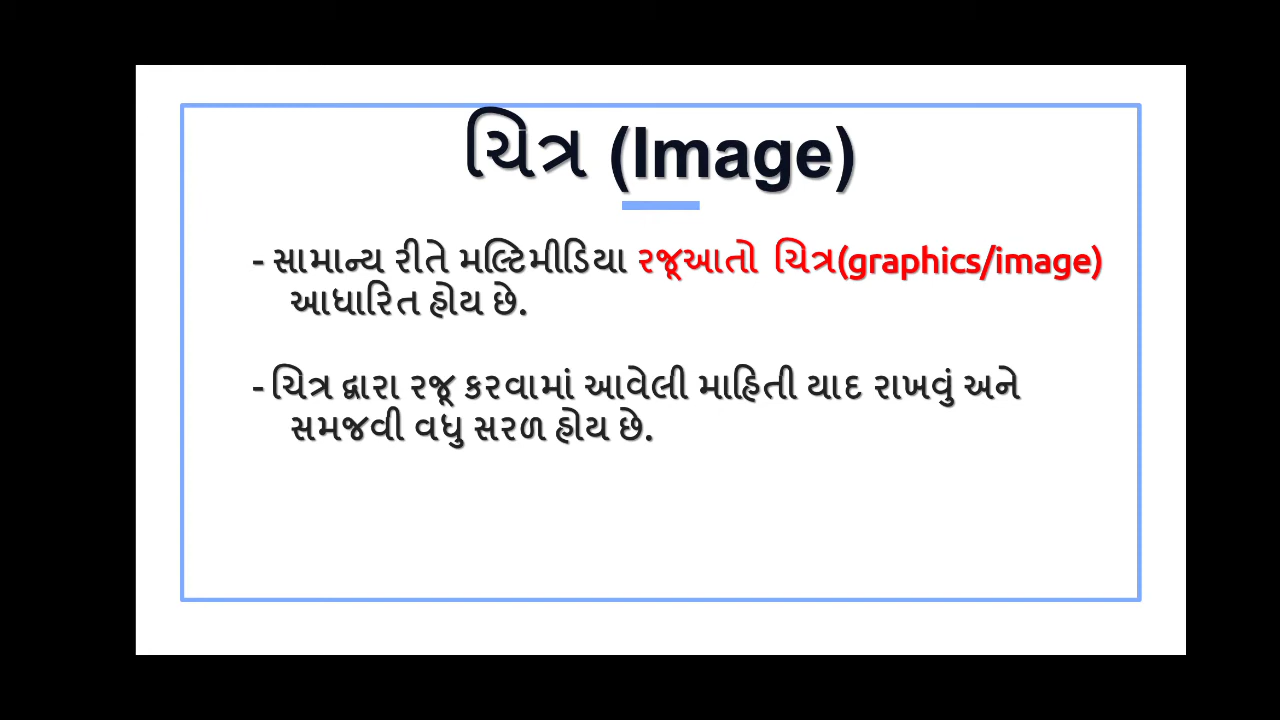 ચિત્ર (Image)
- સામાન્ય રીતે મલ્ટિમીડિયા રજૂઆતો ચિત્ર(graphics/image)
આધારિત હોય છે.
- ચિત્ર દ્વારા રજૂ કરવામાં આવેલી માહિતી યાદ રાખવું અને
સમજવી વધુ સરળ હોય છે.